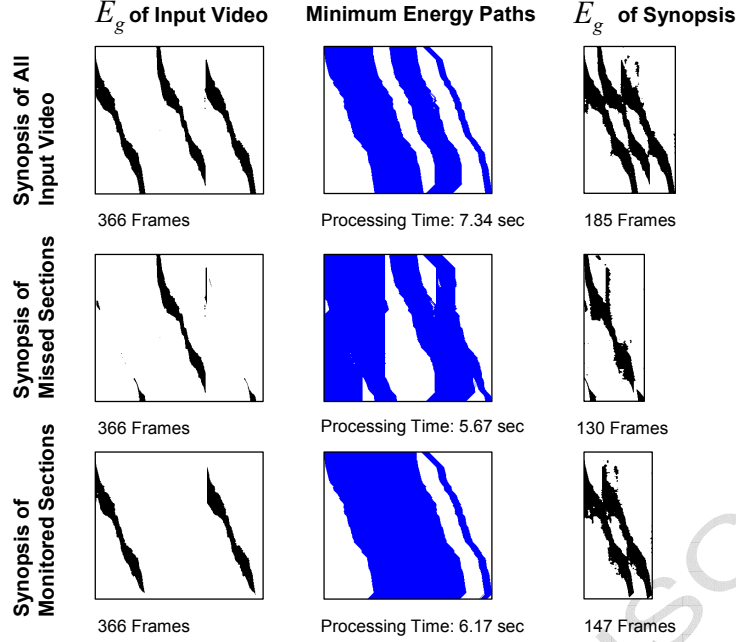 E_g of Input Video Minimum Energy Paths E_g of Synopsis
Synopsis of All
Input Video
366 Frames Processing Time: 7.34 sec 185 Frames
Synopsis of
Missed Sections
366 Frames Processing Time: 5.67 sec 130 Frames
Synopsis of
Monitored Sections
366 Frames Processing Time: 6.17 sec 147 Frames